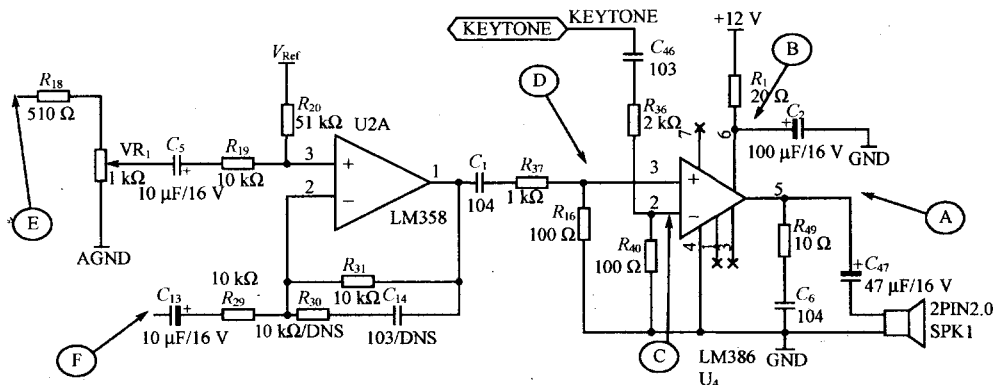 KEYTONE
KEYTONE
+12 V
C46
103
B
R1
20 Ω
D
VRef
R18
510 Ω
R20
51 kΩ
U2A
R36
2 kΩ
7
6
C2
100 μF/16 V
GND
VR1
1 kΩ
C5
10 μF/16 V
R19
10 kΩ
3
2
1
LM358
C1
104
R37
1 kΩ
3
2
5
A
E
AGND
R16
100 Ω
R40
100 Ω
4
1
R49
10 Ω
C47
47 μF/16 V
10 kΩ
R31
10 kΩ
C13
10 μF/16 V
R29
R30
10 kΩ/DNS
C14
103/DNS
C6
104
2PIN2.0
SPK1
F
C
LM386
U4
GND